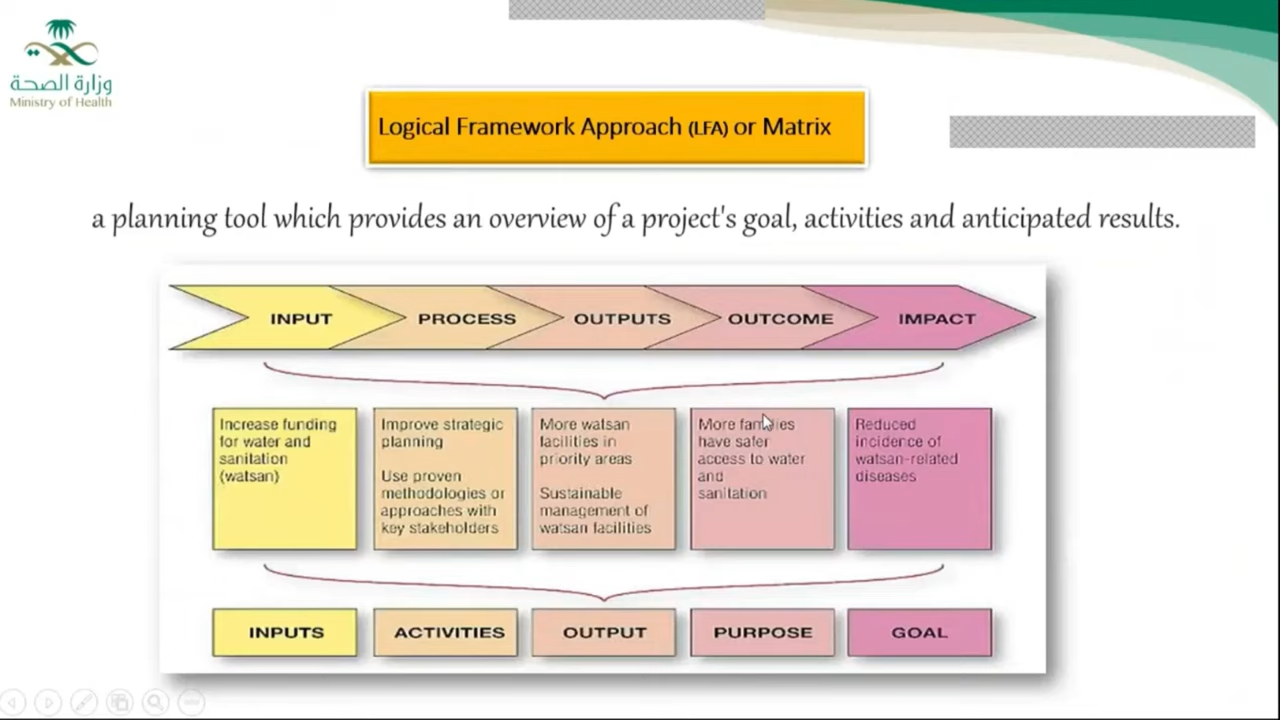 وزارة الصحة
Ministry of Health
Logical Framework Approach (LFA) or Matrix
a planning tool which provides an overview of a project's goal, activities and anticipated results.
INPUT
PROCESS
OUTPUTS
OUTCOME
IMPACT
Increase funding
for water and
sanitation
(watsan)
Improve strategic
planning
Use proven
methodologies or
approaches with
key stakeholders
More watsan
facilities in
priority areas
Sustainable
management of
watsan facilities
More families
have safer
access to water
and
sanitation
Reduced
incidence of
watsan-related
diseases
INPUTS
ACTIVITIES
OUTPUT
PURPOSE
GOAL